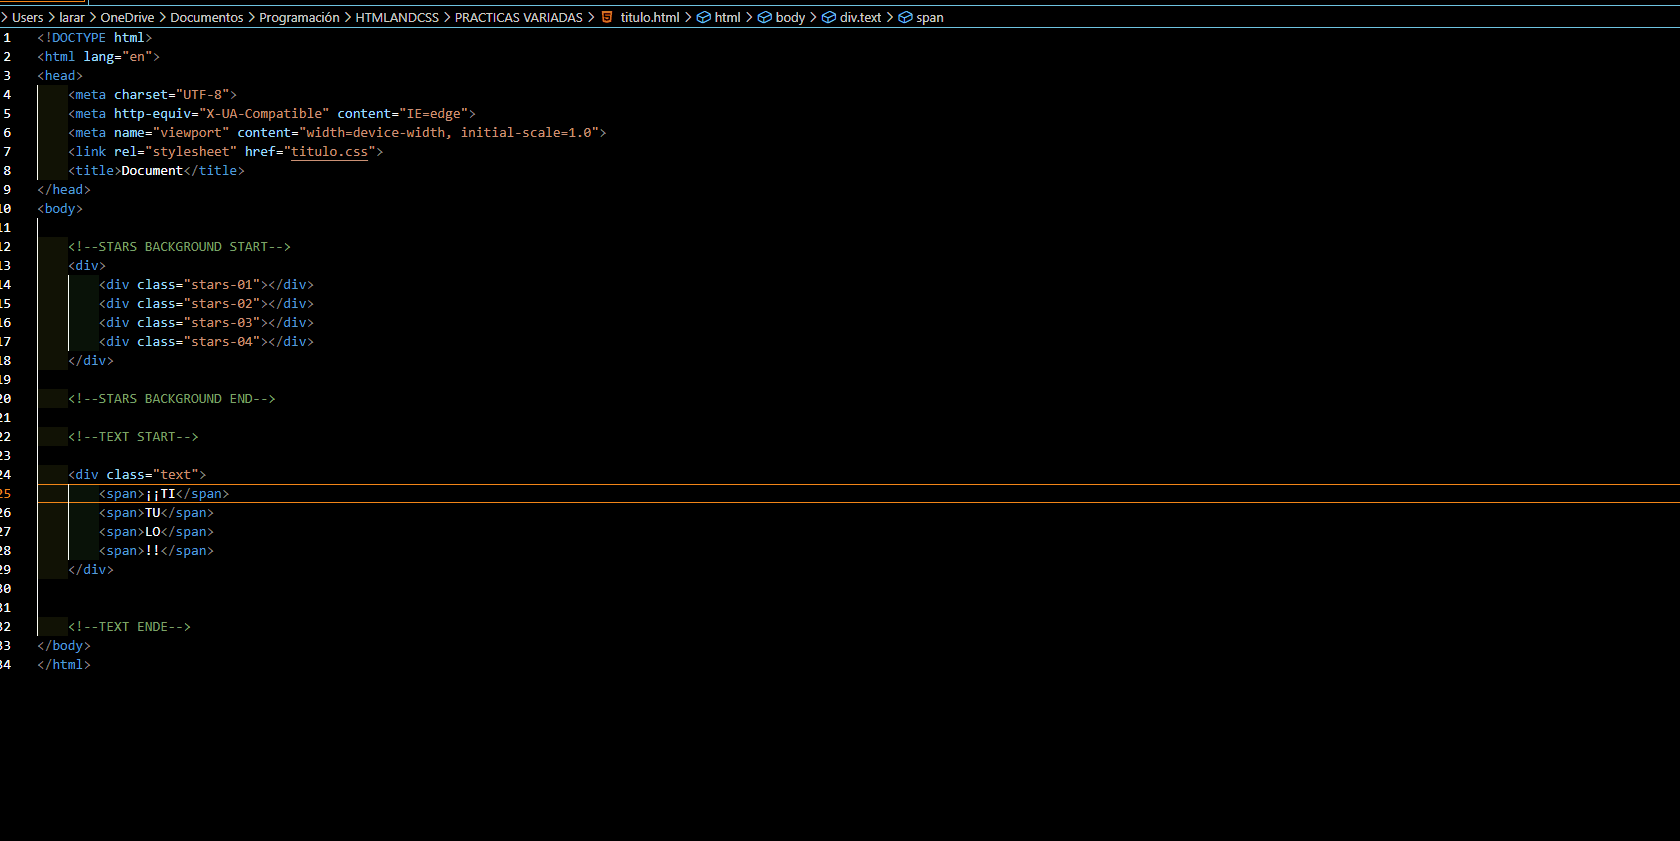 > Users > larar > OneDrive > Documentos > Programación > HTMLANDCSS > PRACTICAS VARIADAS > titulo.html > html > body > div.text > span
1 <!DOCTYPE html>
2 <html lang="en">
3 <head>
4     <meta charset="UTF-8">
5     <meta http-equiv="X-UA-Compatible" content="IE=edge">
6     <meta name="viewport" content="width=device-width, initial-scale=1.0">
7     <link rel="stylesheet" href="titulo.css">
8     <title>Document</title>
9 </head>
10 <body>
11
12     <!--STARS BACKGROUND START-->
13     <div>
14         <div class="stars-01"></div>
15         <div class="stars-02"></div>
16         <div class="stars-03"></div>
17         <div class="stars-04"></div>
18     </div>
19
20     <!--STARS BACKGROUND END-->
21
22     <!--TEXT START-->
23
24     <div class="text">
25         <span>¡¡TI</span>
26         <span>TU</span>
27         <span>LO</span>
28         <span>!!</span>
29     </div>
30
31
32     <!--TEXT ENDE-->
33 </body>
34 </html>